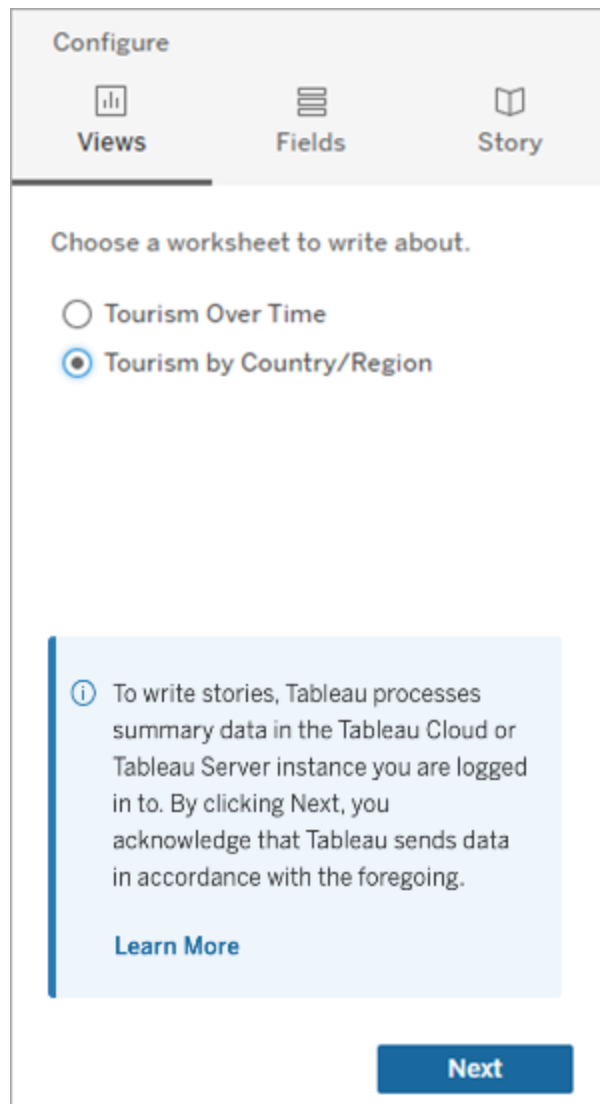 Configure
Views
Fields
Story
Choose a worksheet to write about.
Tourism Over Time
Tourism by Country/Region
To write stories, Tableau processes
summary data in the Tableau Cloud or
Tableau Server instance you are logged
in to. By clicking Next, you
acknowledge that Tableau sends data
in accordance with the foregoing.
Learn More
Next